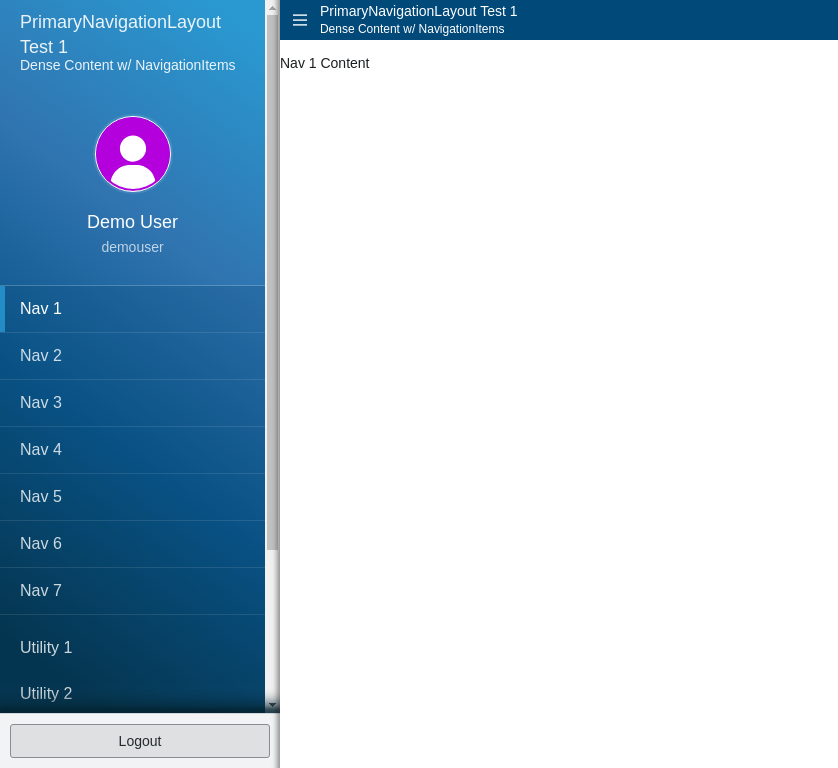 PrimaryNavigationLayout
Test 1
Dense Content w/ NavigationItems
Demo User
demouser
Nav 1
Nav 2
Nav 3
Nav 4
Nav 5
Nav 6
Nav 7
Utility 1
Utility 2
Logout
PrimaryNavigationLayout Test 1
Dense Content w/ NavigationItems
Nav 1 Content